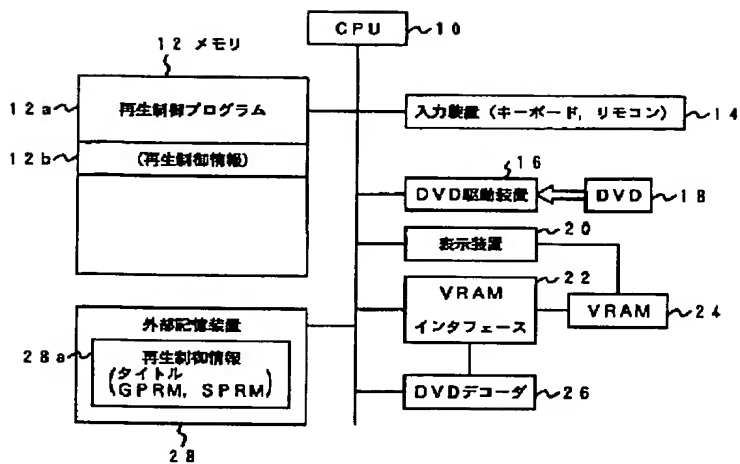 CPU
10
12 メモリ
12a
再生制御プログラム
入力装置(キーボード, リモコン)
14
12b
(再生制御情報)
16
DVD駆動装置
DVD
18
20
表示装置
22
VRAM
インタフェース
VRAM
24
外部記憶装置
28a
再生制御情報
(タイトル
GPRM, SPRM)
DVDデコーダ
26
28